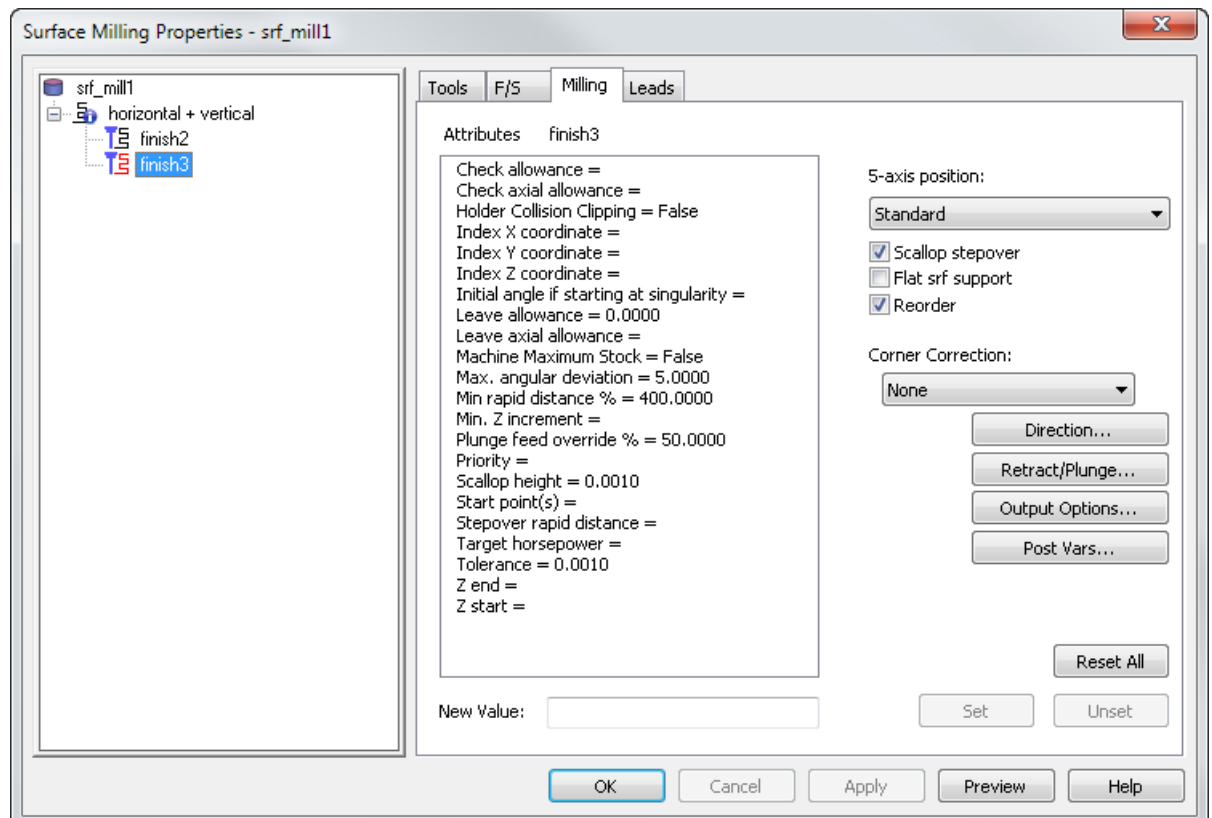 Surface Milling Properties - srf_mill1
srf_mill1
horizontal + vertical
finish2
finish3
Tools
F/S
Milling
Leads
Attributes finish3
Check allowance =
Check axial allowance =
Holder Collision Clipping = False
Index X coordinate =
Index Y coordinate =
Index Z coordinate =
Initial angle if starting at singularity =
Leave allowance = 0.0000
Leave axial allowance =
Machine Maximum Stock = False
Max. angular deviation = 5.0000
Min rapid distance % = 400.0000
Min. Z increment =
Plunge feed override % = 50.0000
Priority =
Scallop height = 0.0010
Start point(s) =
Stepover rapid distance =
Target horsepower =
Tolerance = 0.0010
Z end =
Z start =
5-axis position:
Standard
Scallop stepover
Flat srf support
Reorder
Corner Correction:
None
Direction...
Retract/Plunge...
Output Options...
Post Vars...
Reset All
New Value:
Set
Unset
OK
Cancel
Apply
Preview
Help